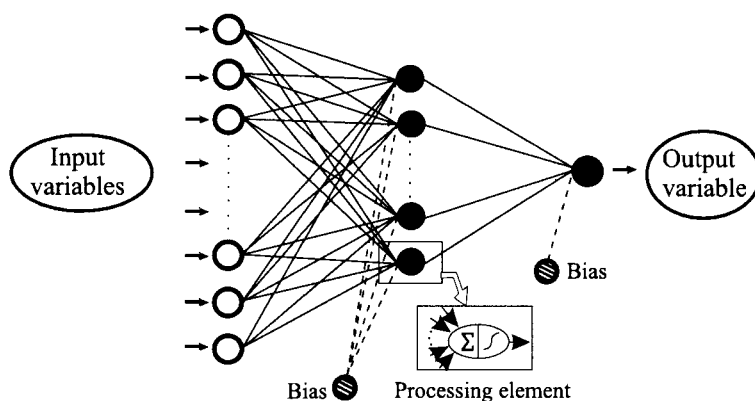 Input
variables
Output
variable
Bias
Σ
Bias
Processing element